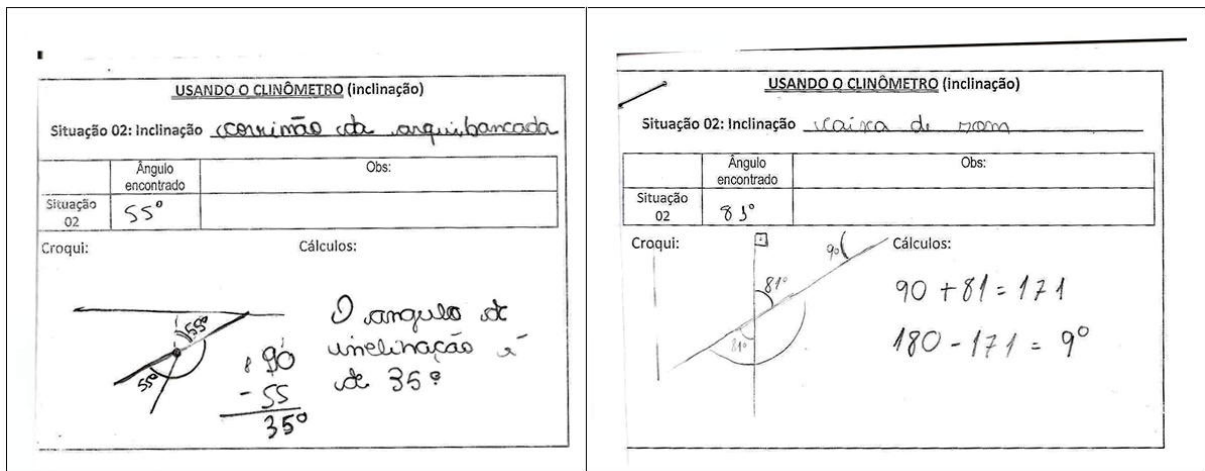 USANDO O CLINÔMETRO (inclinação)
Situação 02: Inclinação corrimão da arquibancada
Ângulo encontrado
Obs:
Situação 02
55°
Croqui:
Cálculos:
55°
55°
90
- 55
35°
O angulo de
inclinação é
de 35°
USANDO O CLINÔMETRO (inclinação)
Situação 02: Inclinação caixa de som
Ângulo encontrado
Obs:
Situação 02
81°
Croqui:
Cálculos:
90
81°
81°
90 + 81 = 171
180 - 171 = 9°